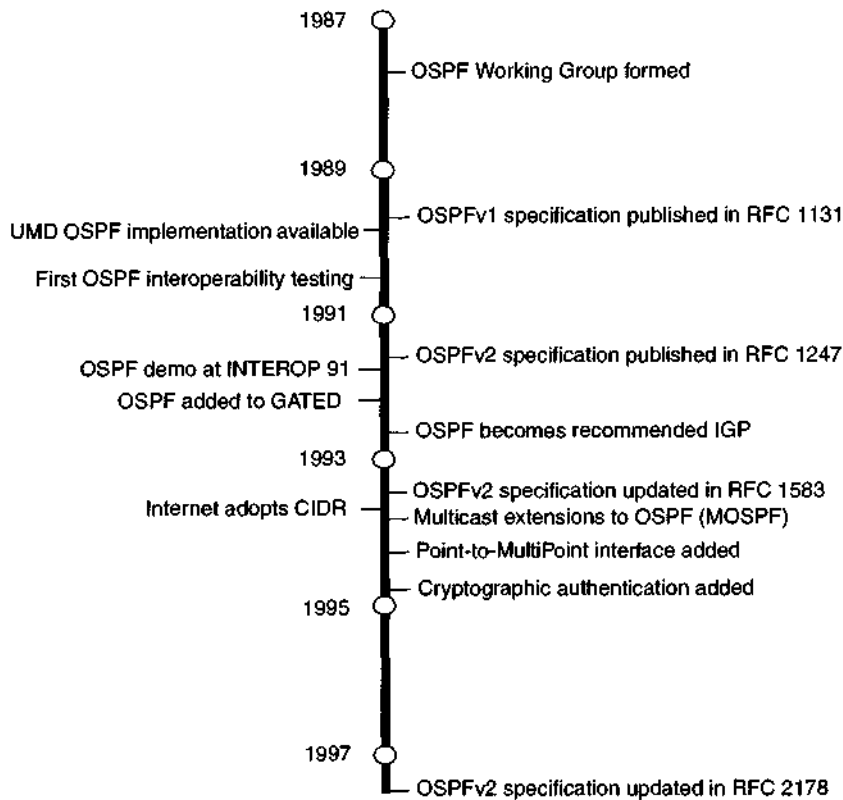 1987
OSPF Working Group formed
1989
OSPFv1 specification published in RFC 1131
UMD OSPF implementation available
First OSPF interoperability testing
1991
OSPFv2 specification published in RFC 1247
OSPF demo at INTEROP 91
OSPF added to GATED
OSPF becomes recommended IGP
1993
OSPFv2 specification updated in RFC 1583
Internet adopts CIDR
Multicast extensions to OSPF (MOSPF)
Point-to-MultiPoint interface added
Cryptographic authentication added
1995
1997
OSPFv2 specification updated in RFC 2178